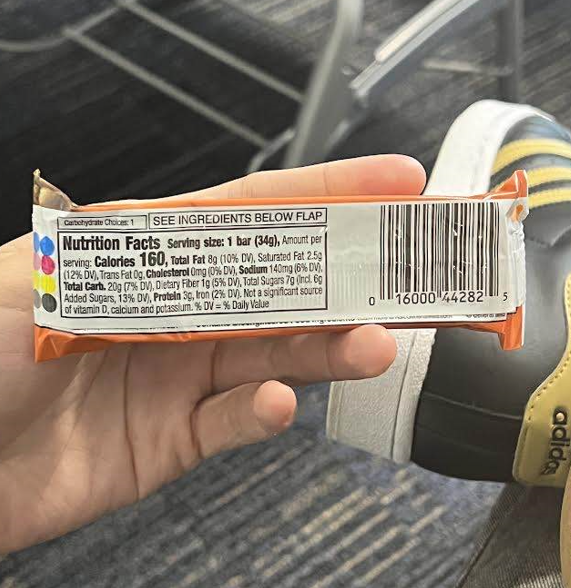 Carbohydrate Choices: 1
SEE INGREDIENTS BELOW FLAP
Nutrition Facts Serving size: 1 bar (34g), Amount per
serving: Calories 160, Total Fat 8g (10% DV), Saturated Fat 2.5g
(12% DV), Trans Fat 0g, Cholesterol 0mg (0% DV), Sodium 140mg (6% DV),
Total Carb. 20g (7% DV), Dietary Fiber 1g (5% DV), Total Sugars 7g (Incl. 6g
Added Sugars, 13% DV), Protein 3g, Iron (2% DV). Not a significant source
of vitamin D, calcium and potassium. % DV = % Daily Value
0 16000 44282 5
adidas